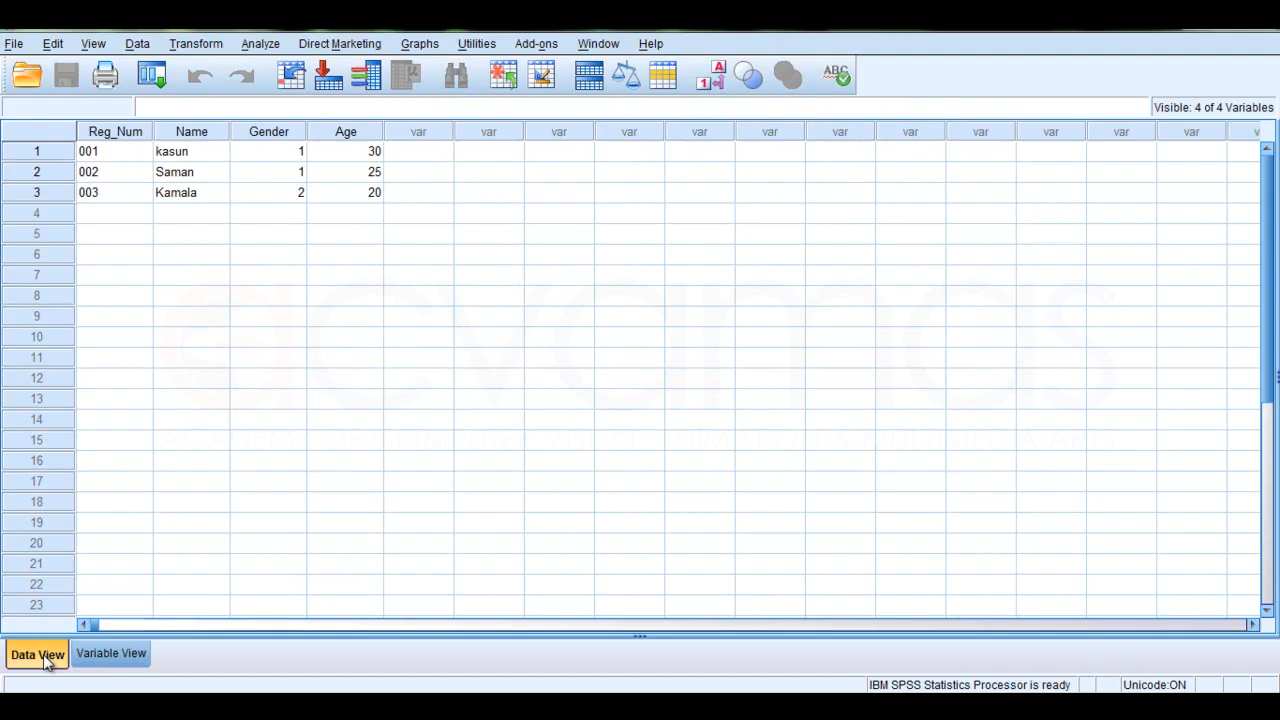 File Edit View Data Transform Analyze Direct Marketing Graphs Utilities Add-ons Window Help
Visible: 4 of 4 Variables
Reg_Num Name Gender Age var var var var var var var var var var var var v
1 001 kasun 1 30
2 002 Saman 1 25
3 003 Kamala 2 20
4
5
6
7
8
9
10
11
12
13
14
15
16
17
18
19
20
21
22
23
Data View Variable View
IBM SPSS Statistics Processor is ready Unicode:ON